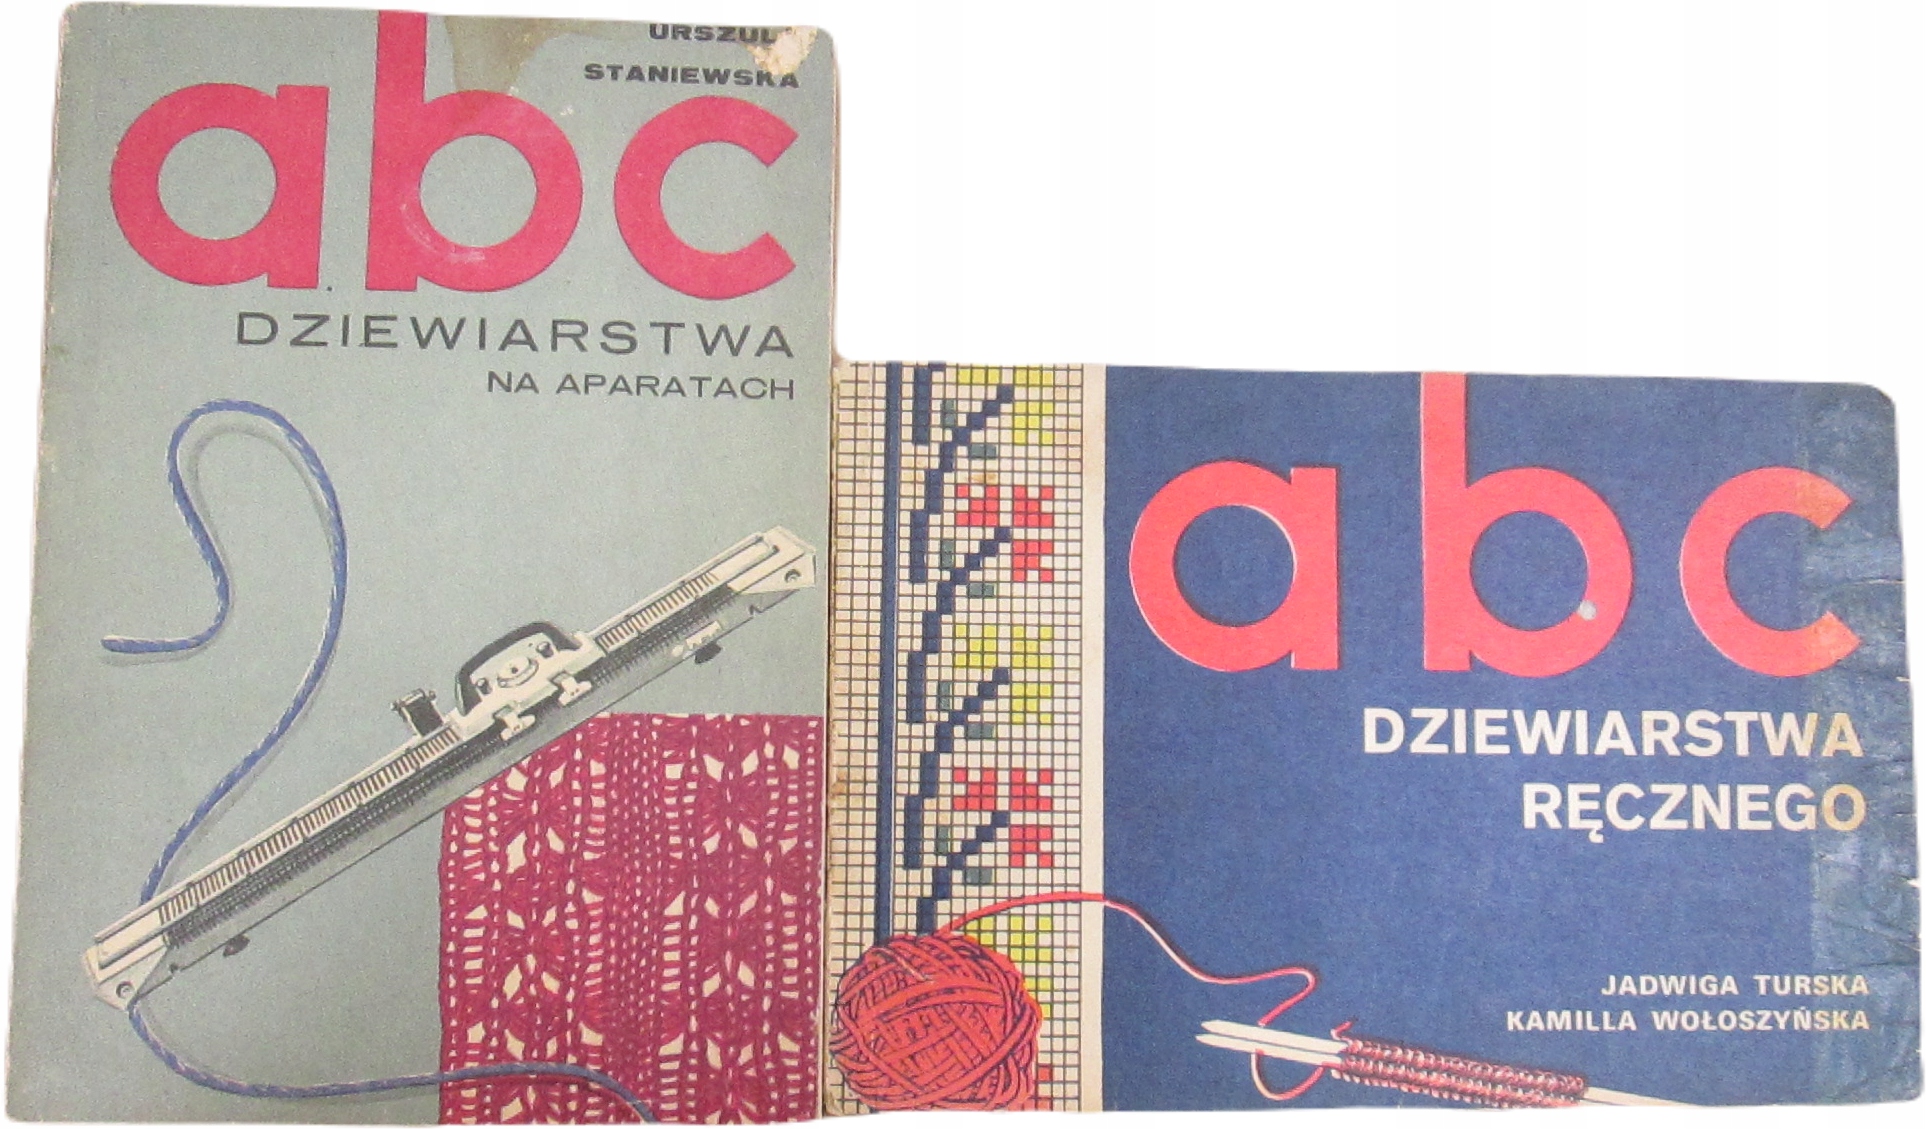 STANIEWSKA
abc
DZIEWIARSTWA
NA APARATACH
abc
DZIEWIARSTWA
RĘCZNEGO
JADWIGA TURSKA
KAMILLA WOŁOSZYŃSKA